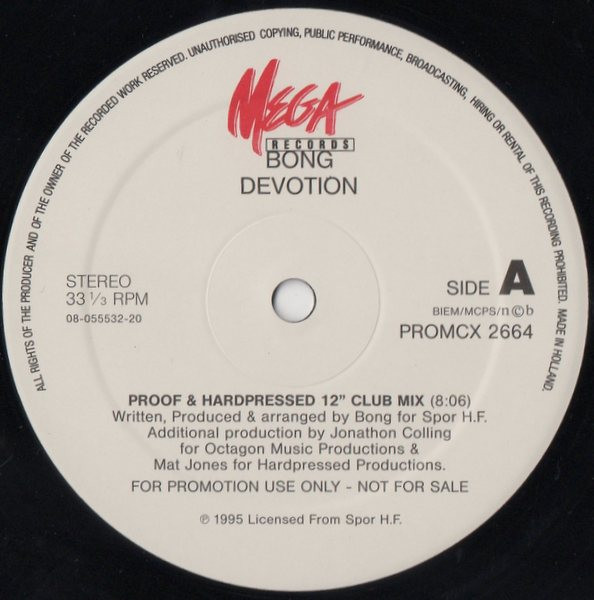 ALL RIGHTS OF THE PRODUCER AND OF THE OWNER OF THE RECORDED WORK RESERVED. UNAUTHORISED COPYING, PUBLIC PERFORMANCE, BROADCASTING, HIRING OR RENTAL OF THIS RECORDING PROHIBITED. MADE IN HOLLAND.
MEGA
RECORDS
BONG
DEVOTION
STEREO
33 1/3 RPM
08-055532-20
SIDE A
BIEM/MCPS/n©b
PROMCX 2664
PROOF & HARDPRESSED 12” CLUB MIX (8:06)
Written, Produced & arranged by Bong for Spor H.F.
Additional production by Jonathon Colling
for Octagon Music Productions &
Mat Jones for Hardpressed Productions.
FOR PROMOTION USE ONLY - NOT FOR SALE
℗ 1995 Licensed From Spor H.F.